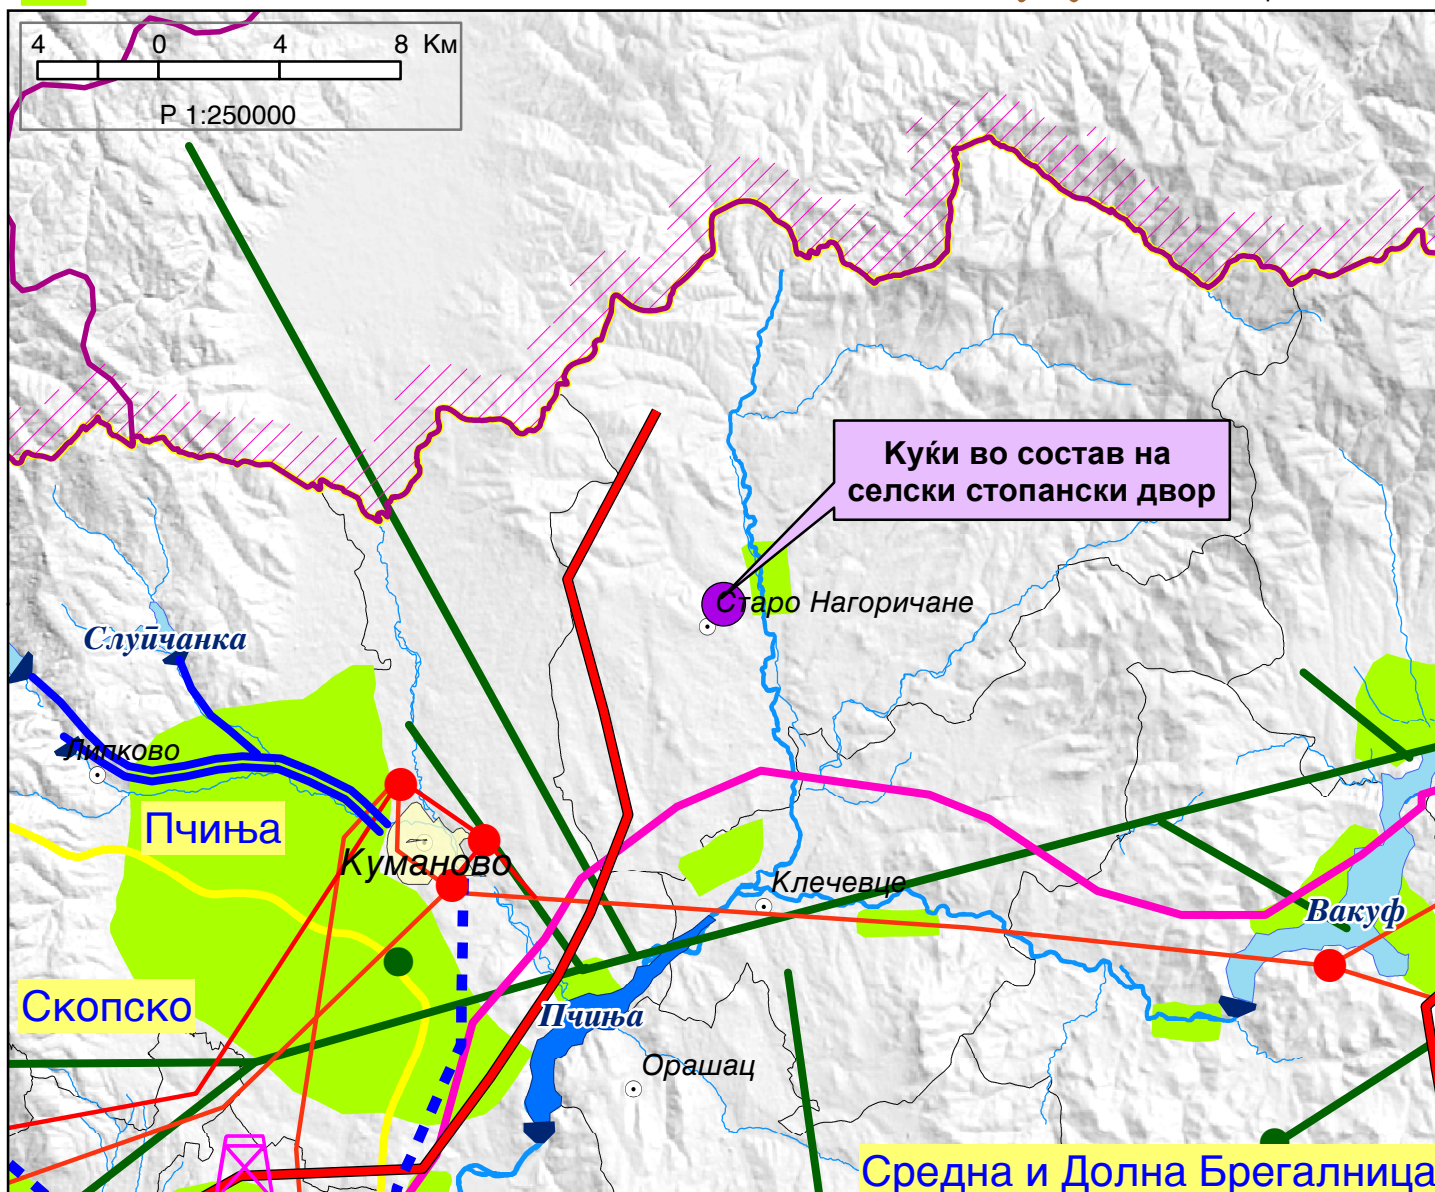 4 0 4 8 Км
Р 1:250000
Куќи во состав на
селски стопански двор
Старо Нагоричане
Слупчанка
Липково
Пчиња
Куманово
Клечевце
Вакуф
Скопско
Пчиња
Орашац
Средна и Долна Брегалница